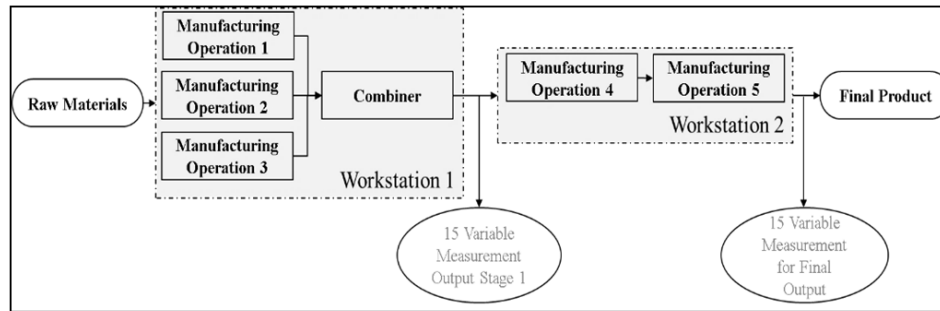 Raw Materials
Manufacturing
Operation 1
Manufacturing
Operation 2
Manufacturing
Operation 3
Combiner
Workstation 1
Manufacturing
Operation 4
Manufacturing
Operation 5
Workstation 2
Final Product
15 Variable
Measurement
Output Stage 1
15 Variable
Measurement
for Final
Output